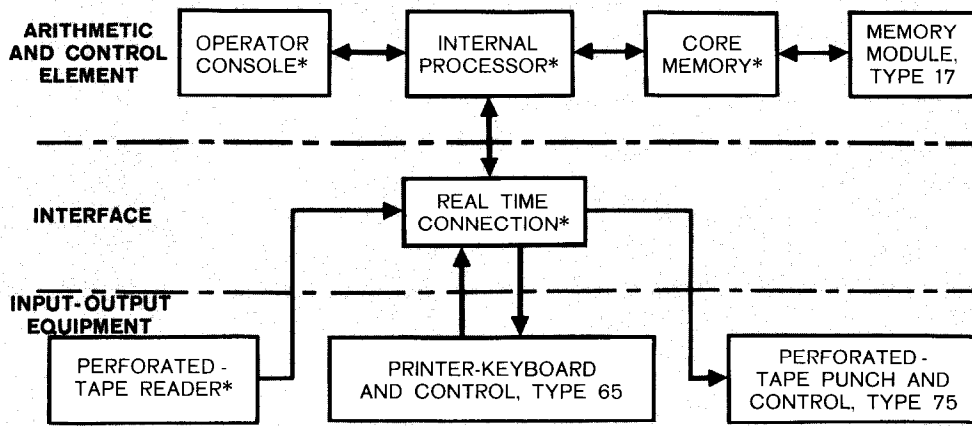 ARITHMETIC
AND CONTROL
ELEMENT
OPERATOR
CONSOLE*
INTERNAL
PROCESSOR*
CORE
MEMORY*
MEMORY
MODULE,
TYPE 17
INTERFACE
REAL TIME
CONNECTION*
INPUT-OUTPUT
EQUIPMENT
PERFORATED-
TAPE READER*
PRINTER-KEYBOARD
AND CONTROL, TYPE 65
PERFORATED-
TAPE PUNCH AND
CONTROL, TYPE 75